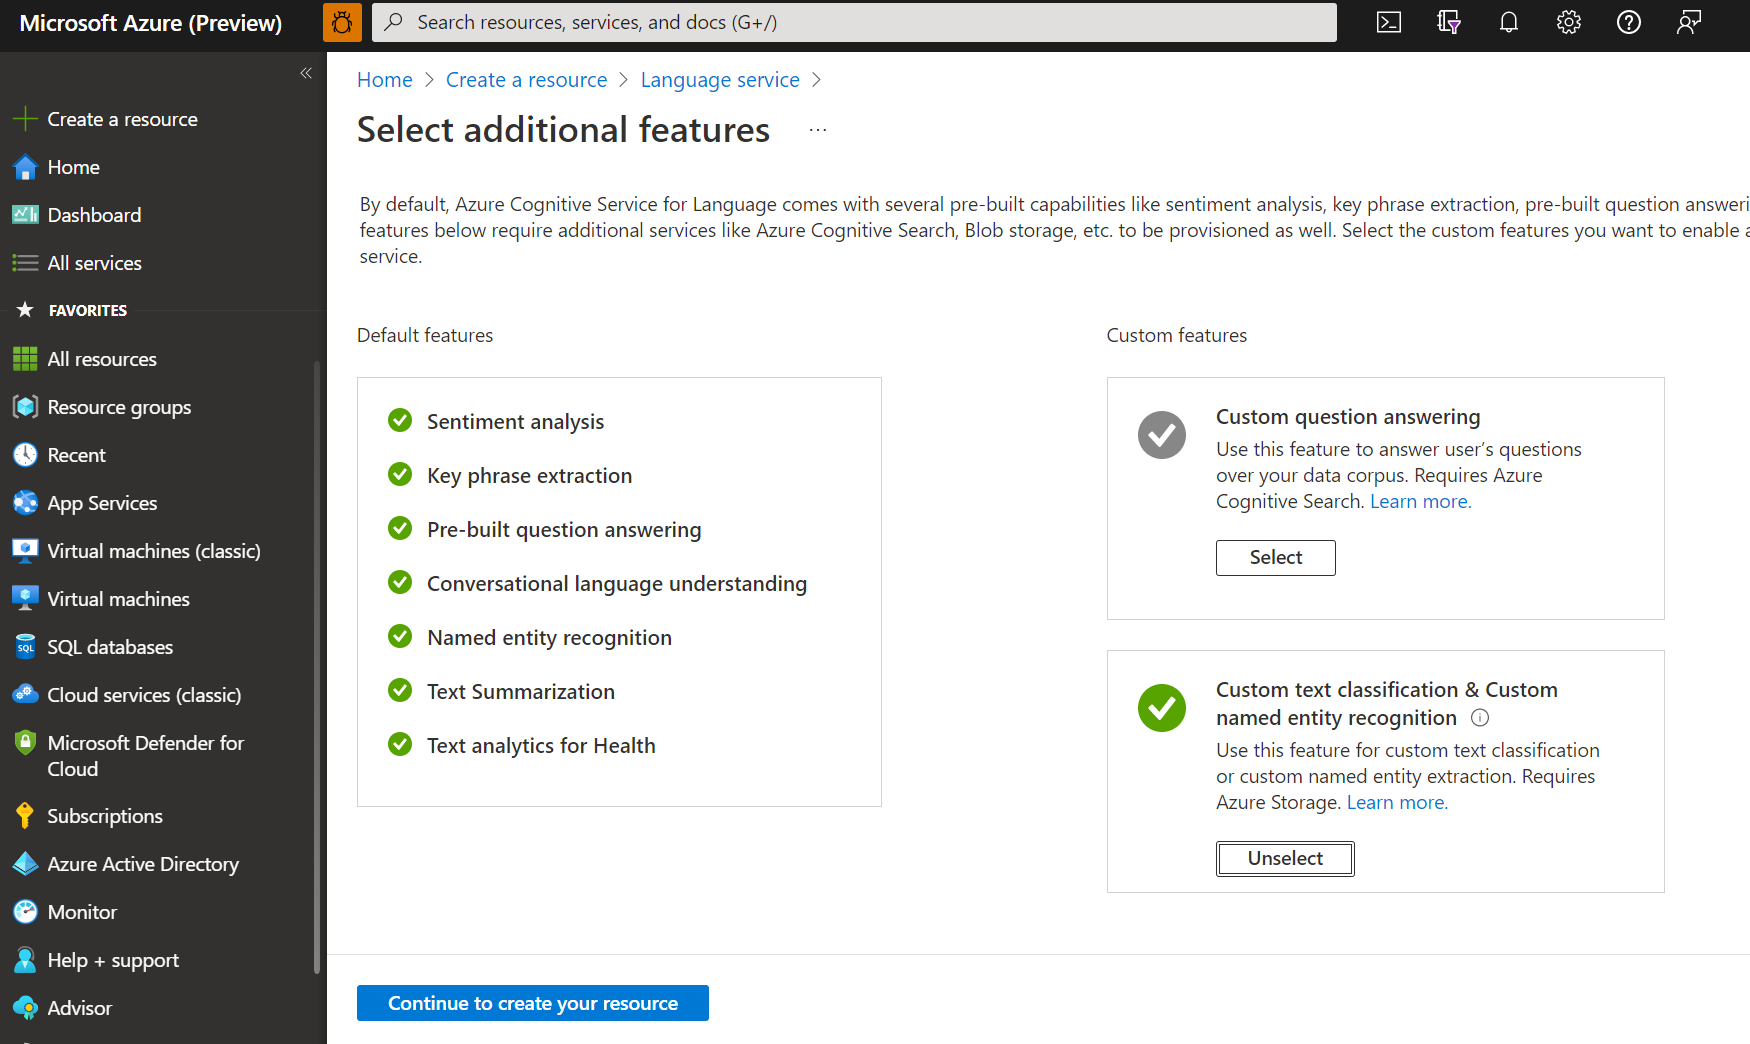 Microsoft Azure (Preview)
Search resources, services, and docs (G+/)
Create a resource
Home
Dashboard
All services
FAVORITES
All resources
Resource groups
Recent
App Services
Virtual machines (classic)
Virtual machines
SQL
SQL databases
Cloud services (classic)
Microsoft Defender for
Cloud
Subscriptions
Azure Active Directory
Monitor
Help + support
Advisor
Home > Create a resource > Language service >
Select additional features ...
By default, Azure Cognitive Service for Language comes with several pre-built capabilities like sentiment analysis, key phrase extraction, pre-built question answeri
features below require additional services like Azure Cognitive Search, Blob storage, etc. to be provisioned as well. Select the custom features you want to enable a
service.
Default features
Sentiment analysis
Key phrase extraction
Pre-built question answering
Conversational language understanding
Named entity recognition
Text Summarization
Text analytics for Health
Custom features
Custom question answering
Use this feature to answer user’s questions
over your data corpus. Requires Azure
Cognitive Search. Learn more.
Select
Custom text classification & Custom
named entity recognition
Use this feature for custom text classification
or custom named entity extraction. Requires
Azure Storage. Learn more.
Unselect
Continue to create your resource